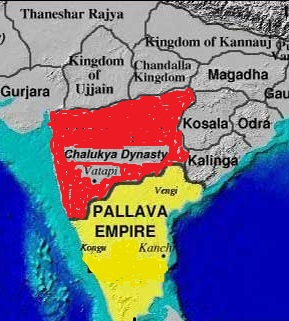 Thaneshar Rajya
Kingdom
of
Ujjain
Kingdom of Kannauj
Chandalla
Kingdom
Magadha
Gurjara
Kosala
Odra
Chalukya Dynasty
Vatapi
Kalinga
Vengi
PALLAVA
EMPIRE
Kongu
Kanchi